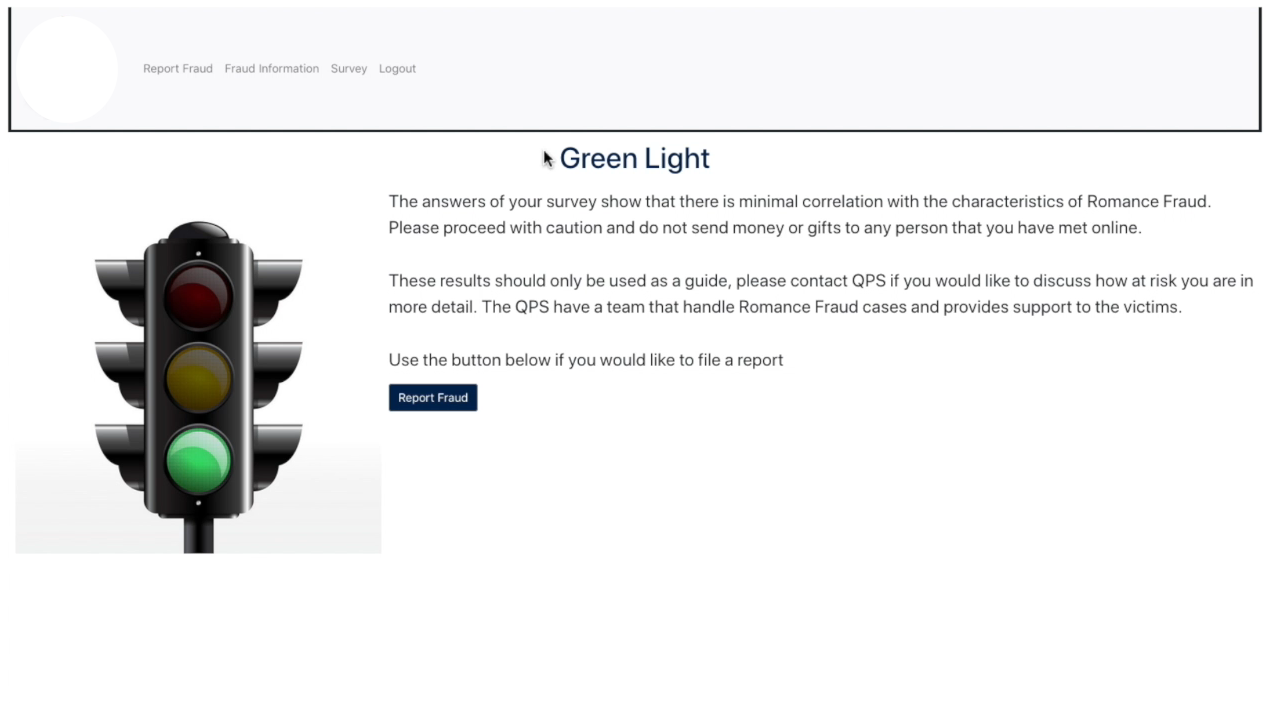 Report Fraud Fraud Information Survey Logout
Green Light
The answers of your survey show that there is minimal correlation with the characteristics of Romance Fraud.
Please proceed with caution and do not send money or gifts to any person that you have met online.
These results should only be used as a guide, please contact QPS if you would like to discuss how at risk you are in
more detail. The QPS have a team that handle Romance Fraud cases and provides support to the victims.
Use the button below if you would like to file a report
Report Fraud